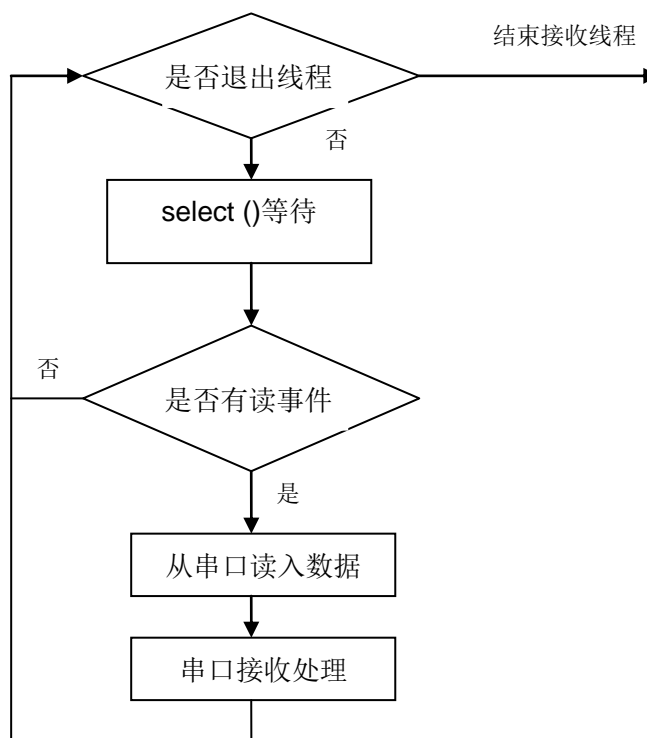 结束接收线程
是否退出线程
否
select ()等待
否
是否有读事件
是
从串口读入数据
串口接收处理